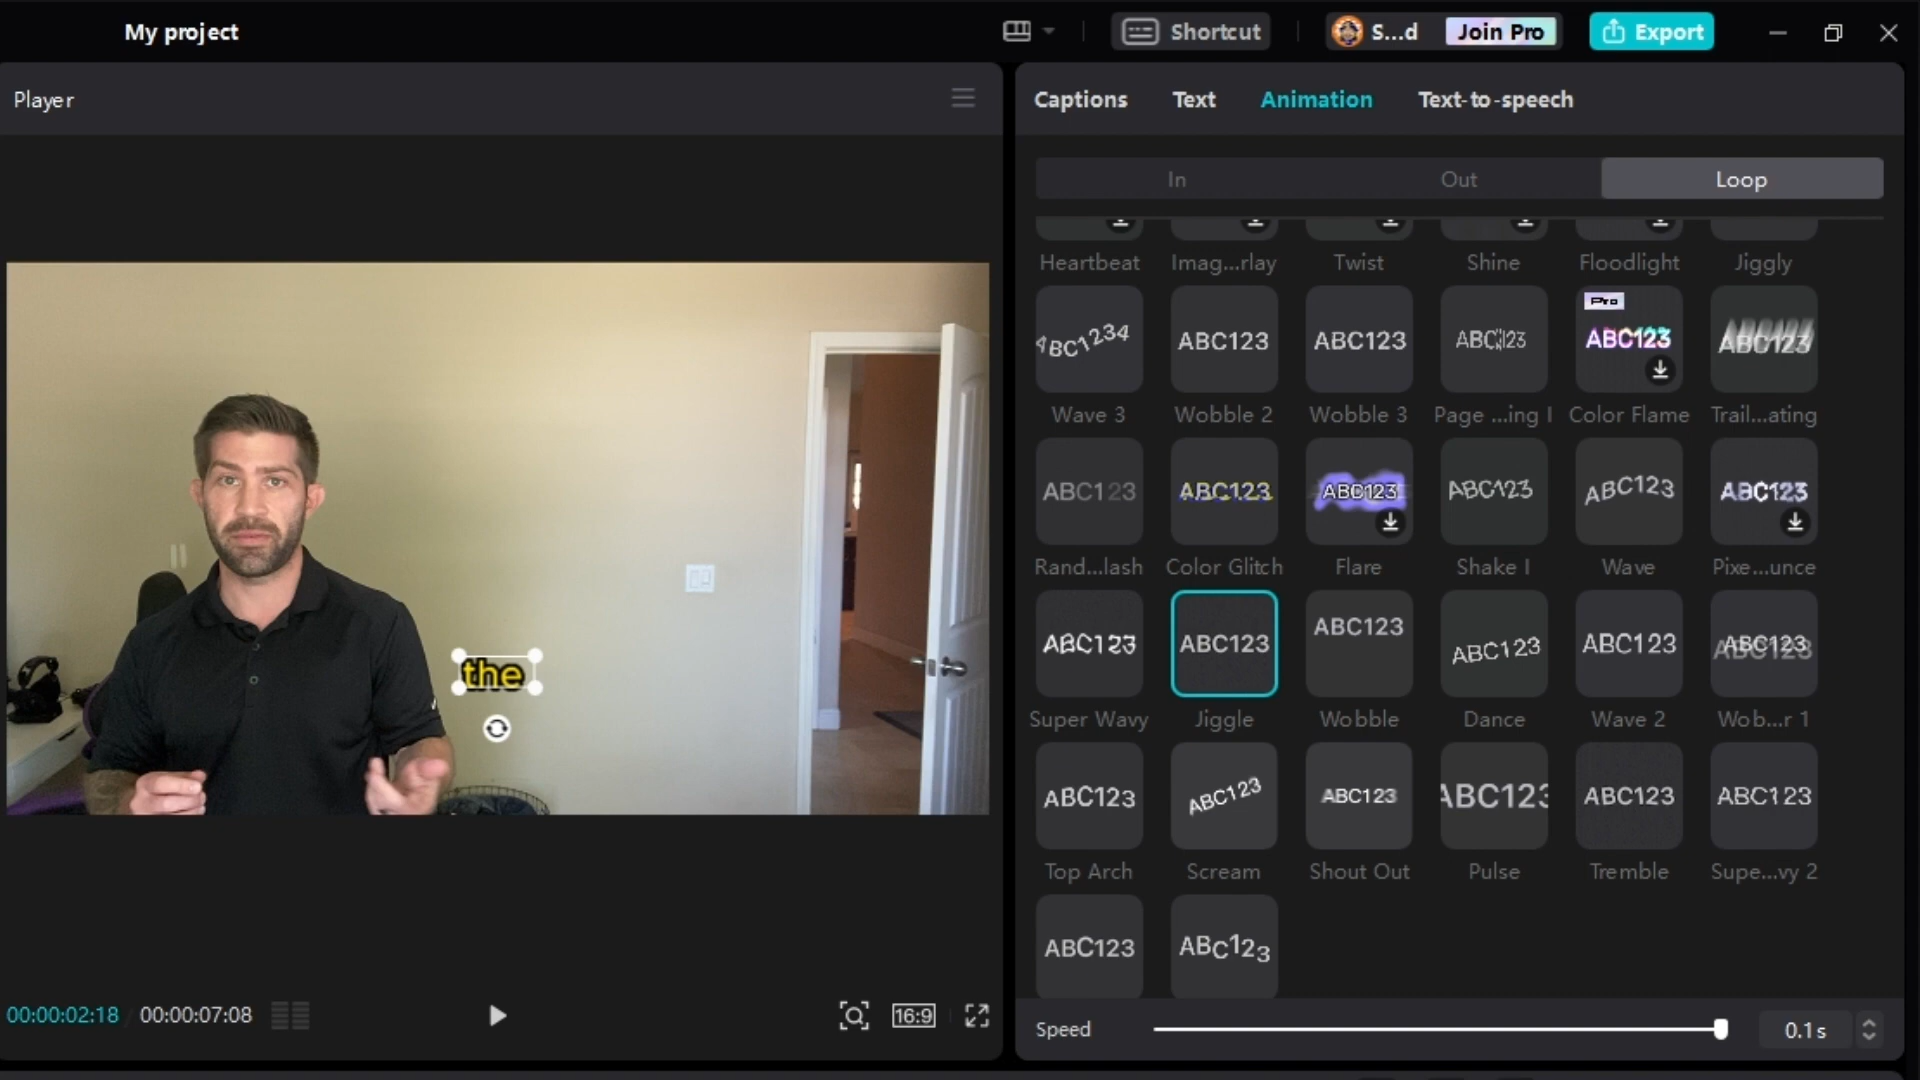 My project
Shortcut
S...d
Join Pro
Export
Player
Captions
Text
Animation
Text-to-speech
In
Out
Loop
Heartbeat
Imag...rlay
Twist
Shine
Floodlight
Jiggly
ABC1234
ABC123
ABC123
ABC123
Pro
ABC123
ABC123
Wave 3
Wobble 2
Wobble 3
Page ...ing I
Color Flame
Trail...ating
ABC123
ABC123
ABC123
ABC123
ABC123
ABC123
Rand...lash
Color Glitch
Flare
Shake I
Wave
Pixe...unce
ABC123
ABC123
ABC123
ABC123
ABC123
ABC123
Super Wavy
Jiggle
Wobble
Dance
Wave 2
Wob...r 1
the
ABC123
ABC123
ABC123
ABC123
ABC123
ABC123
Top Arch
Scream
Shout Out
Pulse
Tremble
Supe...vy 2
ABC123
ABC123
00:00:02:18
00:00:07:08
16:9
Speed
0.1s